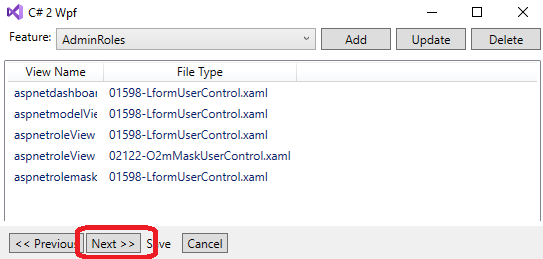 C# 2 Wpf
Feature: AdminRoles Add Update Delete
View Name File Type
aspnetdashboar 01598-LformUserControl.xaml
aspnetmodelVie 01598-LformUserControl.xaml
aspnetroleView 01598-LformUserControl.xaml
aspnetroleView 02122-O2mMaskUserControl.xaml
aspnetrolemask 01598-LformUserControl.xaml
<< Previous Next >> Save Cancel